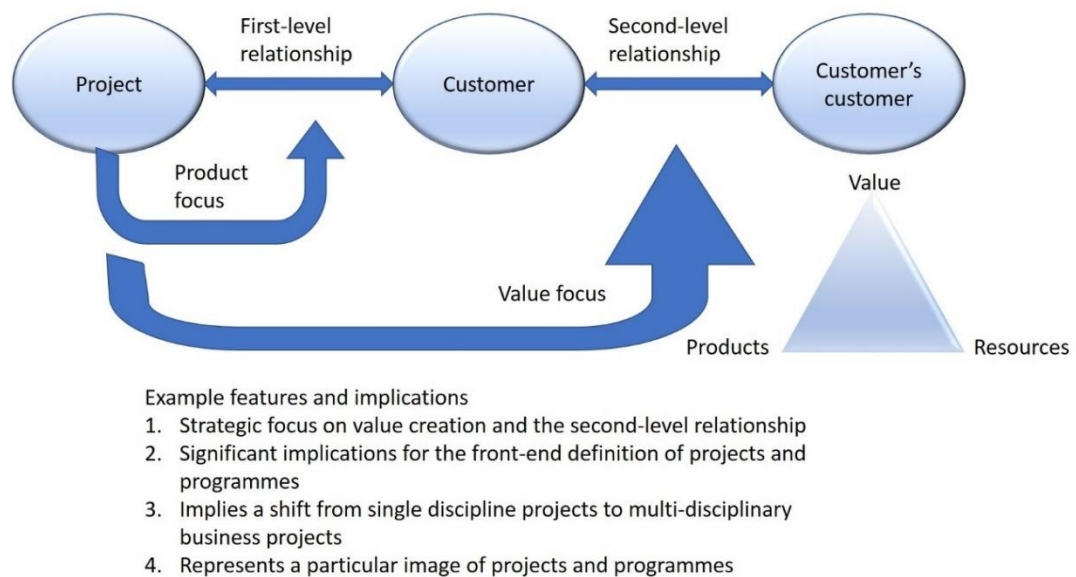 First-level
relationship
Second-level
relationship
Project
Customer
Customer's
customer
Product
focus
Value
Value focus
Products
Resources
Example features and implications
1. Strategic focus on value creation and the second-level relationship
2. Significant implications for the front-end definition of projects and
programmes
3. Implies a shift from single discipline projects to multi-disciplinary
business projects
4. Represents a particular image of projects and programmes